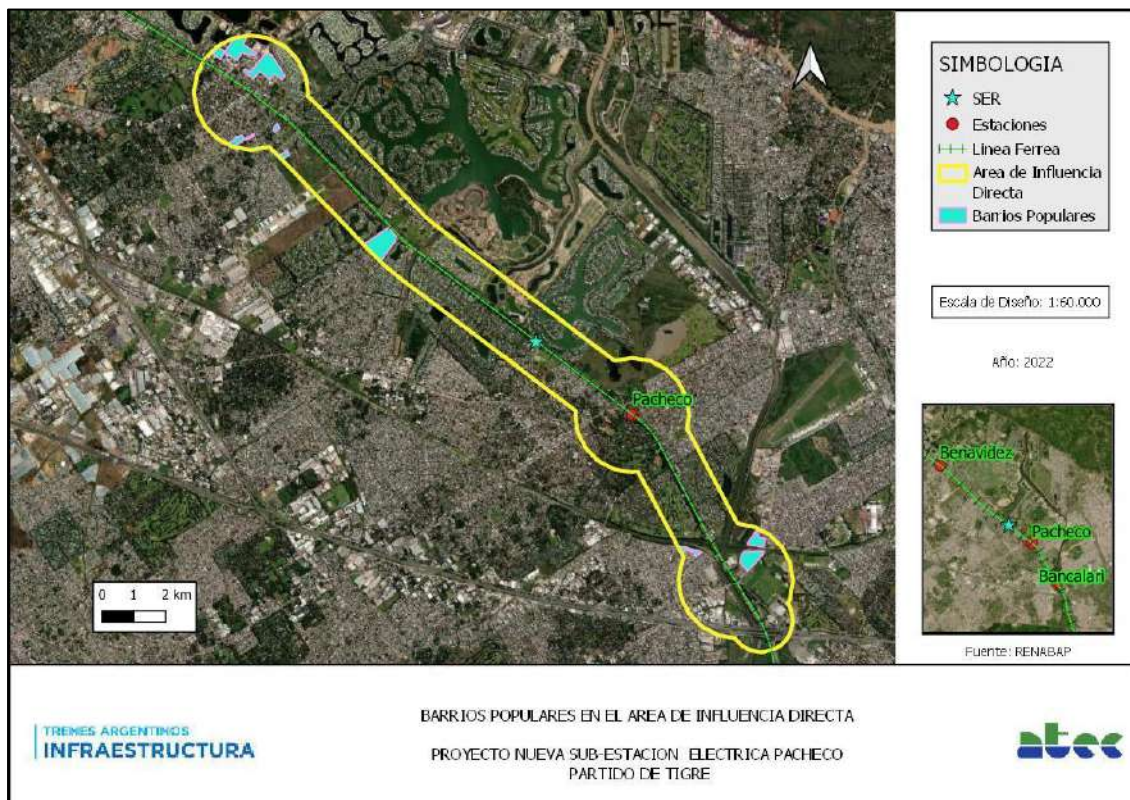 SIMBOLOGIA
SER
Estaciones
Linea Ferrea
Area de Influencia
Directa
Barrios Populares
Escala de Diseño: 1:60.000
Año: 2022
Pacheco
0 1 2 km
Benavidez
Pacheco
Bancalari
Fuente: RENABAP
TRENES ARGENTINOS
INFRAESTRUCTURA
BARRIOS POPULARES EN EL AREA DE INFLUENCIA DIRECTA
PROYECTO NUEVA SUB-ESTACION ELECTRICA PACHECO
PARTIDO DE TIGRE
atec